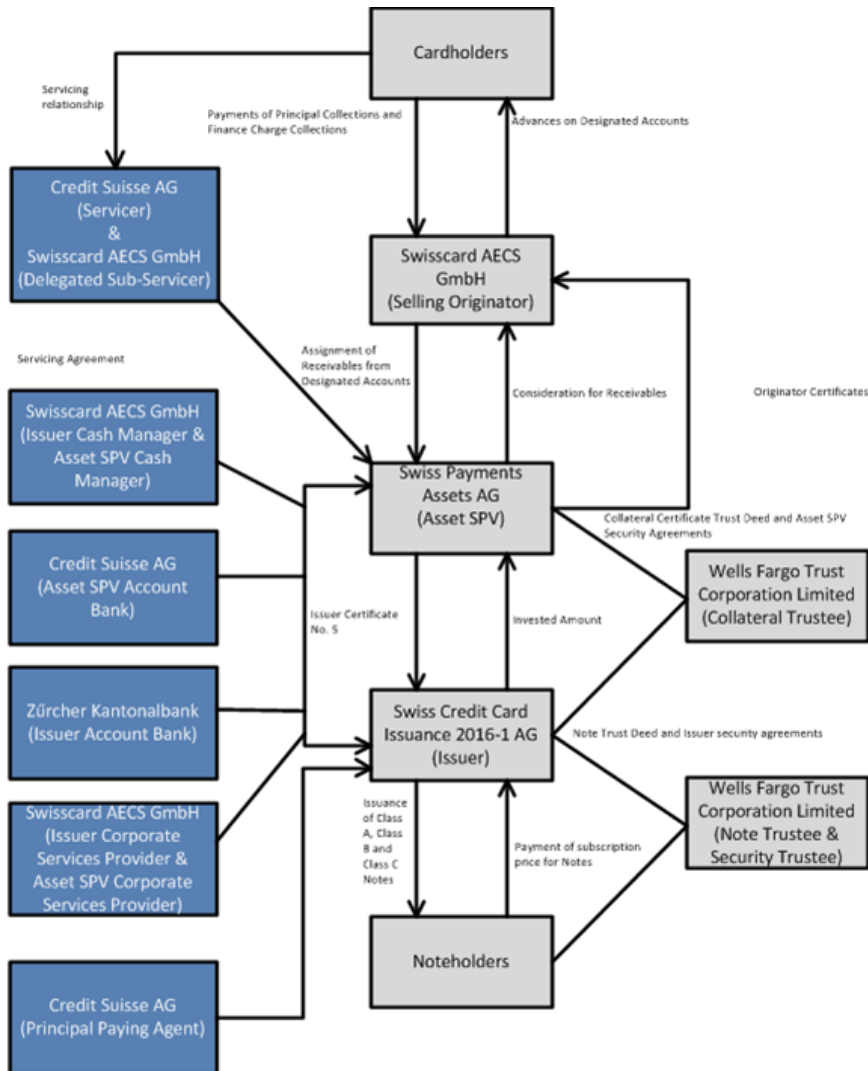 Cardholders
Servicing
relationship
Payments of Principal Collections and
Finance Charge Collections
Advances on Designated Accounts
Credit Suisse AG
(Servicer)
&
Swisscard AECS GmbH
(Delegated Sub-Servicer)
Swisscard AECS
GmbH
(Selling Originator)
Servicing Agreement
Assignment of
Receivables from
Designated Accounts
Consideration for Receivables
Originator Certificates
Swisscard AECS GmbH
(Issuer Cash Manager &
Asset SPV Cash
Manager)
Swiss Payments
Assets AG
(Asset SPV)
Collateral Certificate Trust Deed and Asset SPV
Security Agreements
Credit Suisse AG
(Asset SPV Account
Bank)
Issuer Certificate
No. 5
Invested Amount
Wells Fargo Trust
Corporation Limited
(Collateral Trustee)
Zűrcher Kantonalbank
(Issuer Account Bank)
Swiss Credit Card
Issuance 2016-1 AG
(Issuer)
Note Trust Deed and Issuer security agreements
Swisscard AECS GmbH
(Issuer Corporate
Services Provider &
Asset SPV Corporate
Services Provider)
Issuance
of Class
A, Class
B and
Class C
Notes
Payment of subscription
price for Notes
Wells Fargo Trust
Corporation Limited
(Note Trustee &
Security Trustee)
Noteholders
Credit Suisse AG
(Principal Paying Agent)